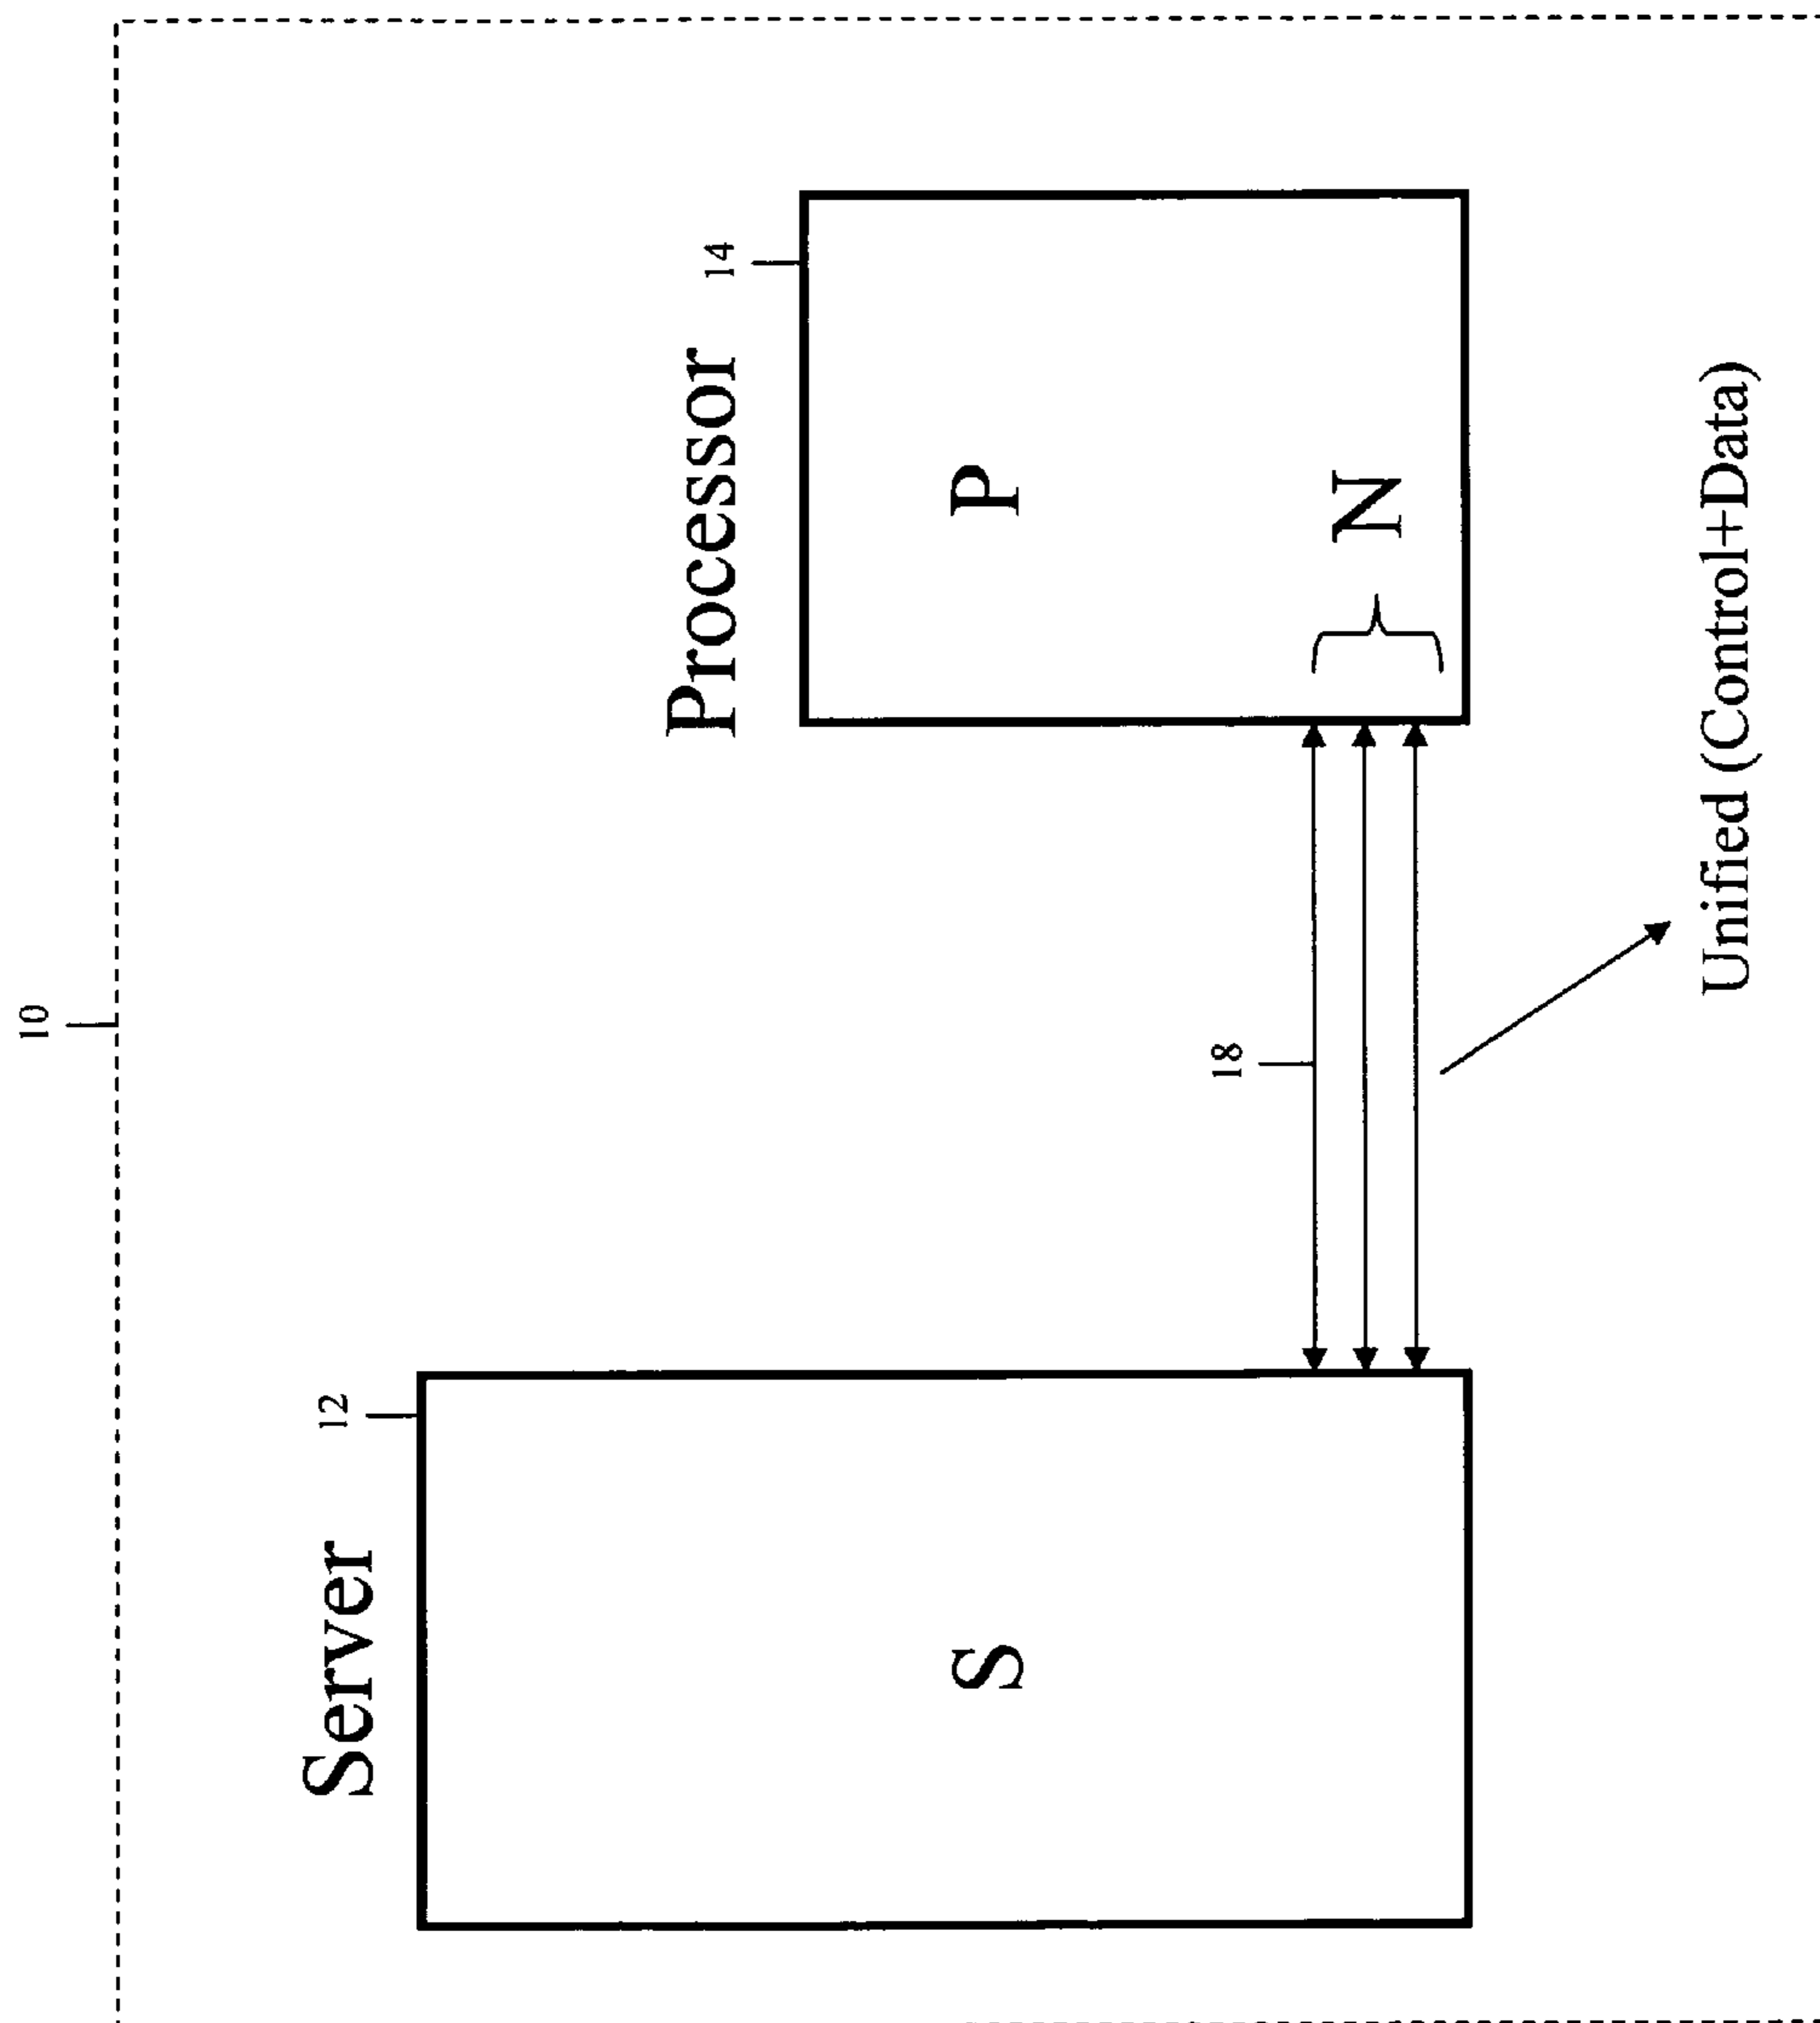 10
Server
12
S
Processor
14
P
N
18
Unified (Control+Data)